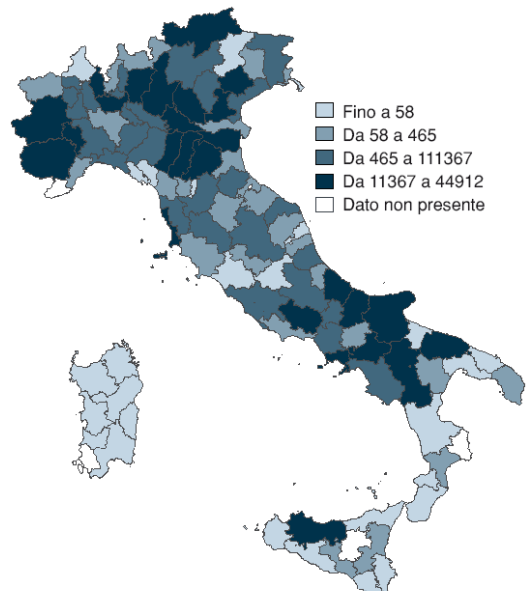 Fino a 58
Da 58 a 465
Da 465 a 111367
Da 11367 a 44912
Dato non presente